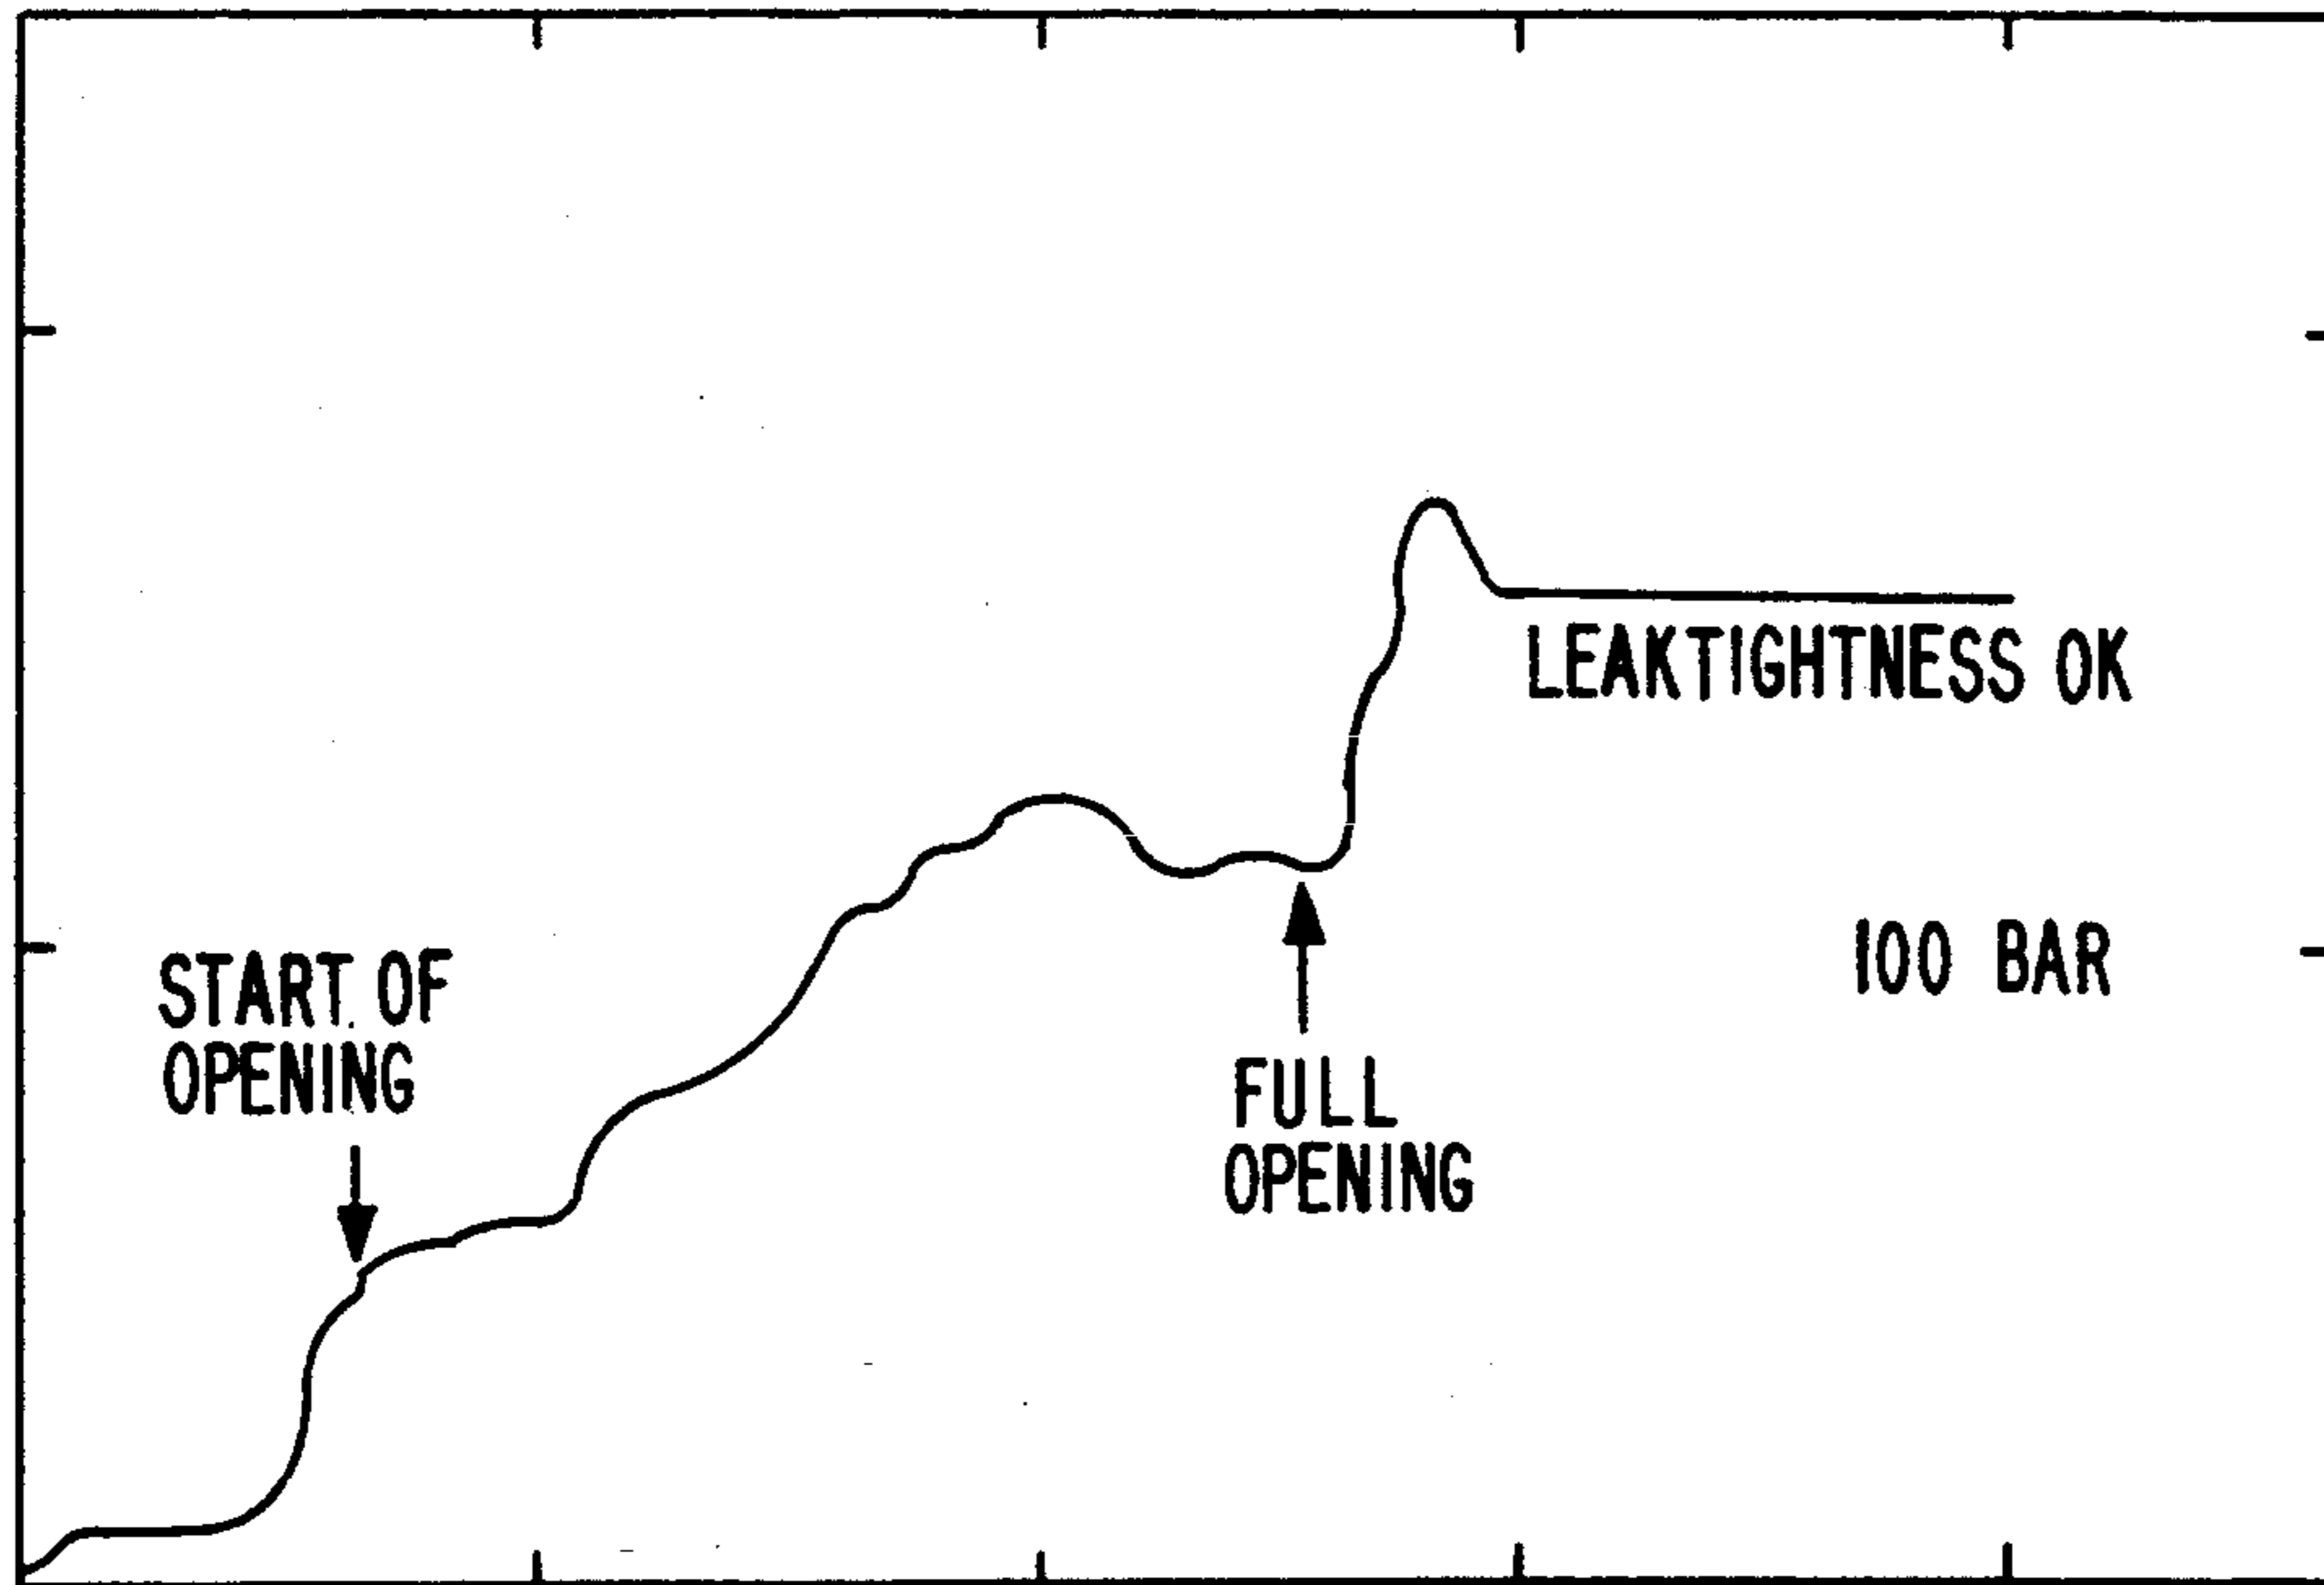 LEAKTIGHTNESS OK
START OF
OPENING
100 BAR
FULL
OPENING